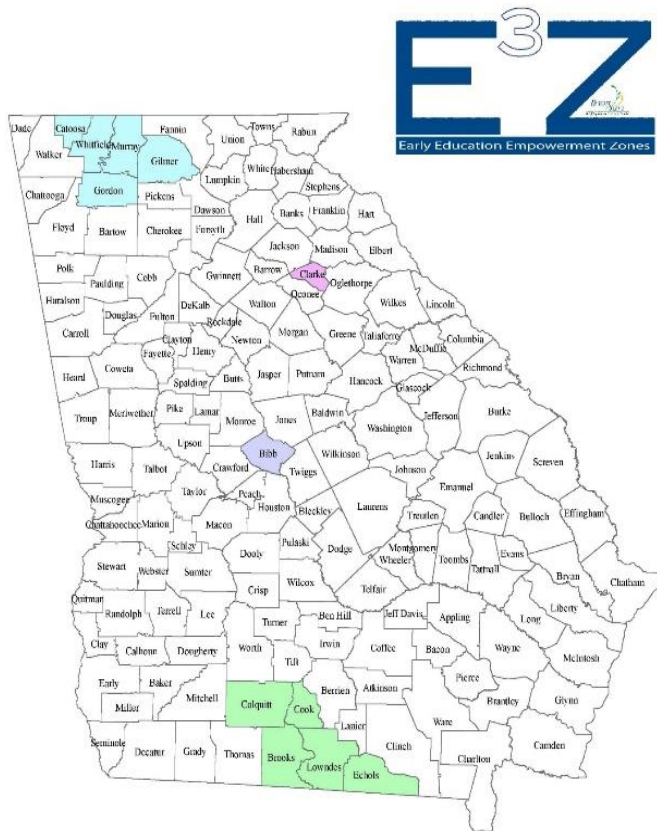 E³Z
Early Education Empowerment Zones
Dade Catoosa Fannin Towns Rabun
Whitfield Murray Union
Walker Gilmer White Habersham
Lumpkin Stephens
Chattooga Gordon Pickens
Dawson Banks Franklin Hart
Floyd Bartow Cherokee Forsyth Hall
Jackson Madison Elbert
Polk Cobb Gwinnett Barrow Clarke Oglethorpe
Paulding Oconee Wilkes Lincoln
Haralson Douglas DeKalb Walton
Fulton Rockdale Morgan Greene Taliaferro Columbia
Carroll Clayton Newton McDuffie
Fayette Henry Warren Richmond
Heard Coweta Spalding Butts Jasper Putnam Hancock Glascock
Troup Meriwether Pike Lamar Monroe Jones Baldwin Jefferson Burke
Upson Washington
Harris Talbot Crawford Bibb Twiggs Wilkinson Johnson Jenkins Screven
Taylor Peach Emanuel
Muscogee Houston Laurens
Chattahoochee Marion Macon Bleckley Treutlen Candler Bulloch Effingham
Schley Dooly Pulaski Dodge Montgomery Evans
Stewart Webster Sumter Wheeler Toombs Tattnall Bryan Chatham
Quitman Crisp Wilcox Telfair
Randolph Terrell Lee Turner Ben Hill Jeff Davis Appling Long Liberty
Clay Calhoun Dougherty Worth Irwin Coffee Bacon Wayne McIntosh
Tift
Early Baker Mitchell Berrien Atkinson Pierce Brantley Glynn
Miller Colquitt Cook Ware
Lanier
Seminole Decatur Grady Thomas Brooks Lowndes Clinch Charlton Camden
Echols